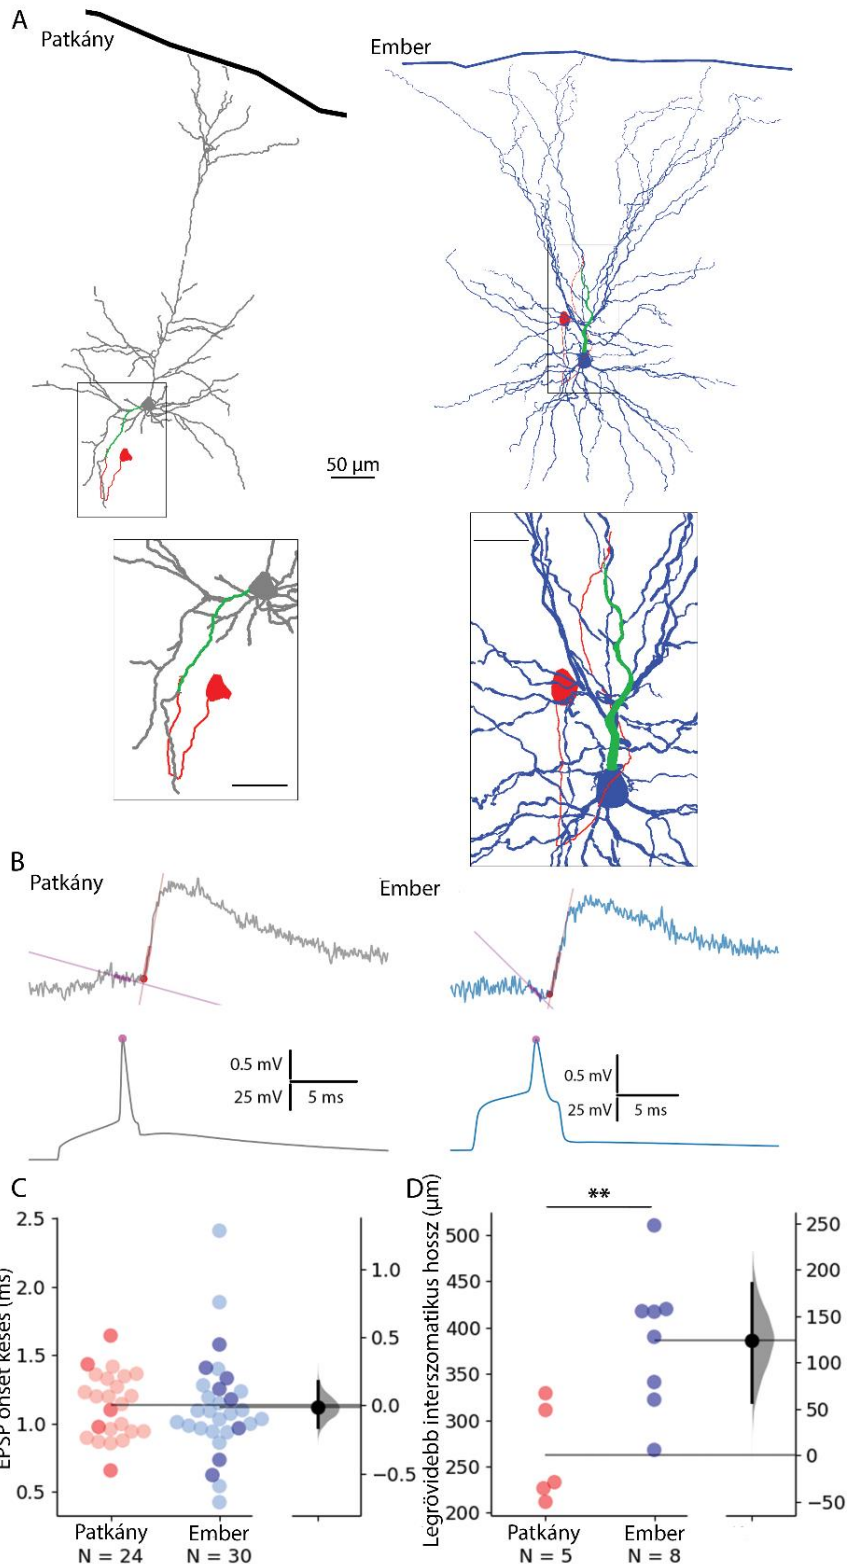 A
Patkány
Ember
50 µm
B
Patkány
Ember
0.5 mV
25 mV
5 ms
0.5 mV
25 mV
5 ms
C
EPSP onset késés (ms)
2.5
2.0
1.5
1.0
0.5
1.0
0.5
0.0
−0.5
Patkány
N = 24
Ember
N = 30
D
Legrövidebb interszomatikus hossz (µm)
**
500
450
400
350
300
250
200
250
200
150
100
50
0
−50
Patkány
N = 5
Ember
N = 8